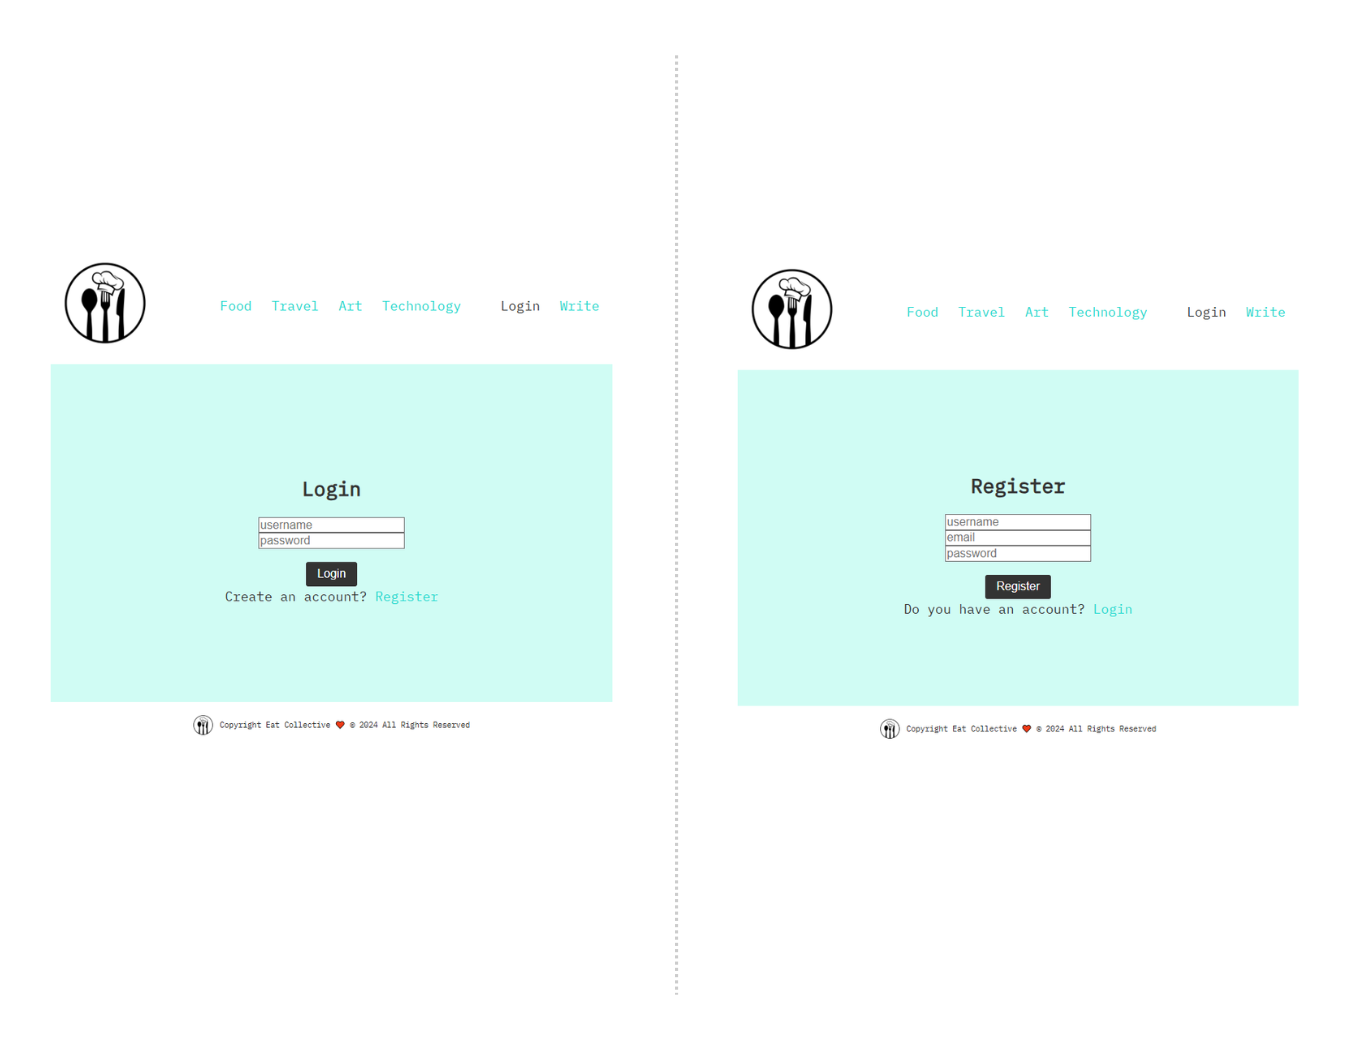 Food Travel Art Technology Login Write
Login
username
password
Login
Create an account? Register
Copyright Eat Collective ❤️ © 2024 All Rights Reserved
Food Travel Art Technology Login Write
Register
username
email
password
Register
Do you have an account? Login
Copyright Eat Collective ❤️ © 2024 All Rights Reserved